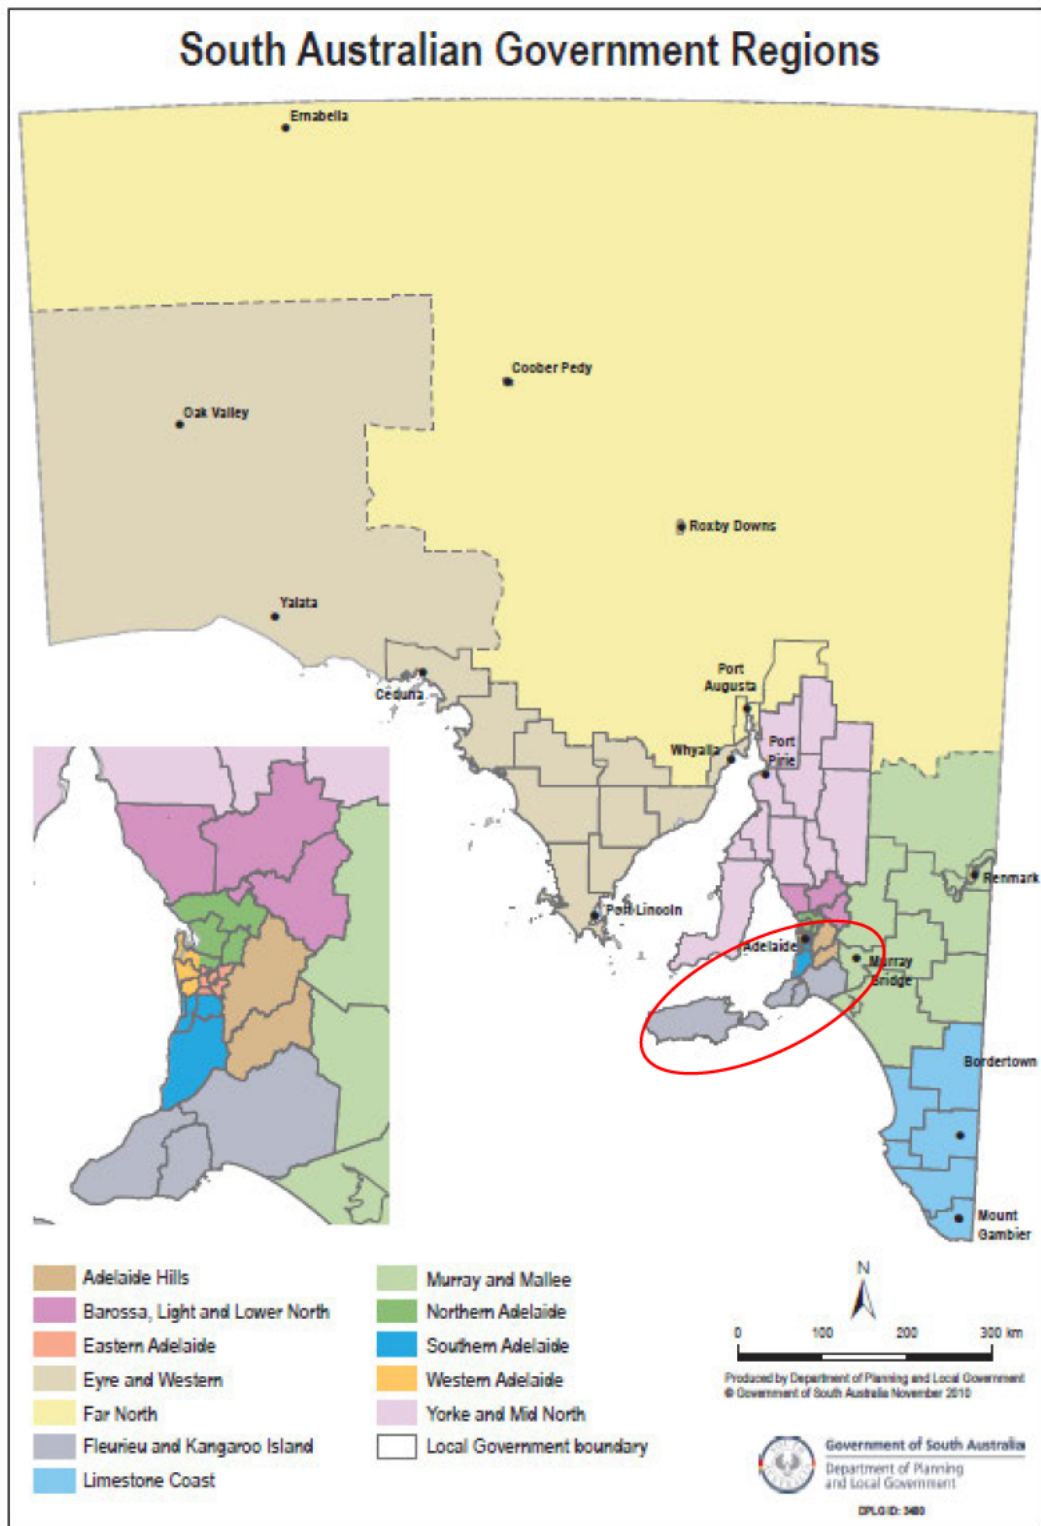 South Australian Government Regions
Ernabella
Coober Pedy
Oak Valley
Roxby Downs
Yalata
Port
Augusta
Ceduna
Whyalla
Port
Pirie
Renmark
Port Lincoln
Adelaide
Murray
Bridge
Bordertown
Mount
Gambier
Adelaide Hills
Barossa, Light and Lower North
Eastern Adelaide
Eyre and Western
Far North
Fleurieu and Kangaroo Island
Limestone Coast
Murray and Mallee
Northern Adelaide
Southern Adelaide
Western Adelaide
Yorke and Mid North
Local Government boundary
N
0 100 200 300 km
Produced by Department of Planning and Local Government
© Government of South Australia November 2010
Government of South Australia
Department of Planning
and Local Government
DPLG ID: 3480